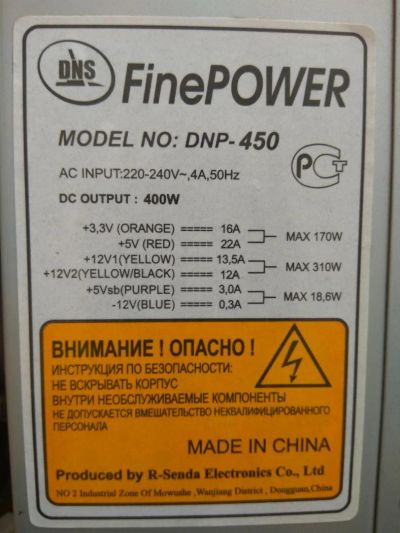 DNS
FinePOWER
MODEL NO: DNP-450
AC INPUT:220-240V~,4A,50Hz
DC OUTPUT : 400W
РСТ
+3,3V (ORANGE) ===== 16A
+5V (RED) ===== 22A
MAX 170W
+12V1(YELLOW) ===== 13,5A
+12V2(YELLOW/BLACK) ===== 12A
MAX 310W
+5Vsb(PURPLE) ===== 3,0A
-12V(BLUE) ===== 0,3A
MAX 18,6W
ВНИМАНИЕ ! ОПАСНО !
ИНСТРУКЦИЯ ПО БЕЗОПАСНОСТИ:
НЕ ВСКРЫВАТЬ КОРПУС
ВНУТРИ НЕОБСЛУЖИВАЕМЫЕ КОМПОНЕНТЫ
НЕ ДОПУСКАЕТСЯ ВМЕШАТЕЛЬСТВО НЕКВАЛИФИЦИРОВАННОГО
ПЕРСОНАЛА
MADE IN CHINA
Produced by R-Senda Electronics Co., Ltd
NO 2 Industrial Zone Of Mowushe ,Wanjiang District , Dongguan,China